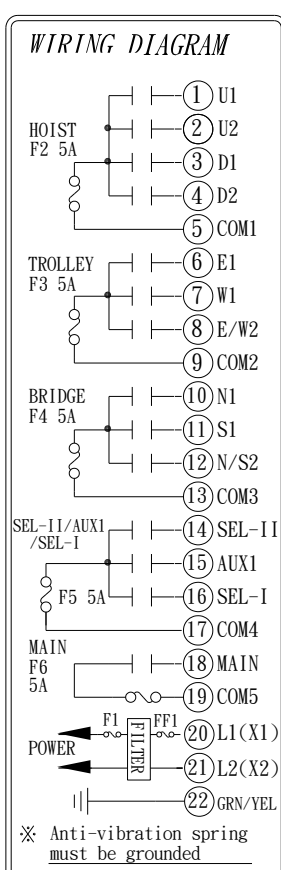 WIRING DIAGRAM
1 U1
HOIST
F2 5A
2 U2
3 D1
4 D2
5 COM1
TROLLEY
F3 5A
6 E1
7 W1
8 E/W2
9 COM2
BRIDGE
F4 5A
10 N1
11 S1
12 N/S2
13 COM3
SEL-II/AUX1
/SEL-I
14 SEL-II
15 AUX1
F5 5A
16 SEL-I
17 COM4
MAIN
F6
5A
18 MAIN
19 COM5
POWER
F1
FILTER
FF1
20 L1(X1)
21 L2(X2)
22 GRN/YEL
※ Anti-vibration spring
must be grounded